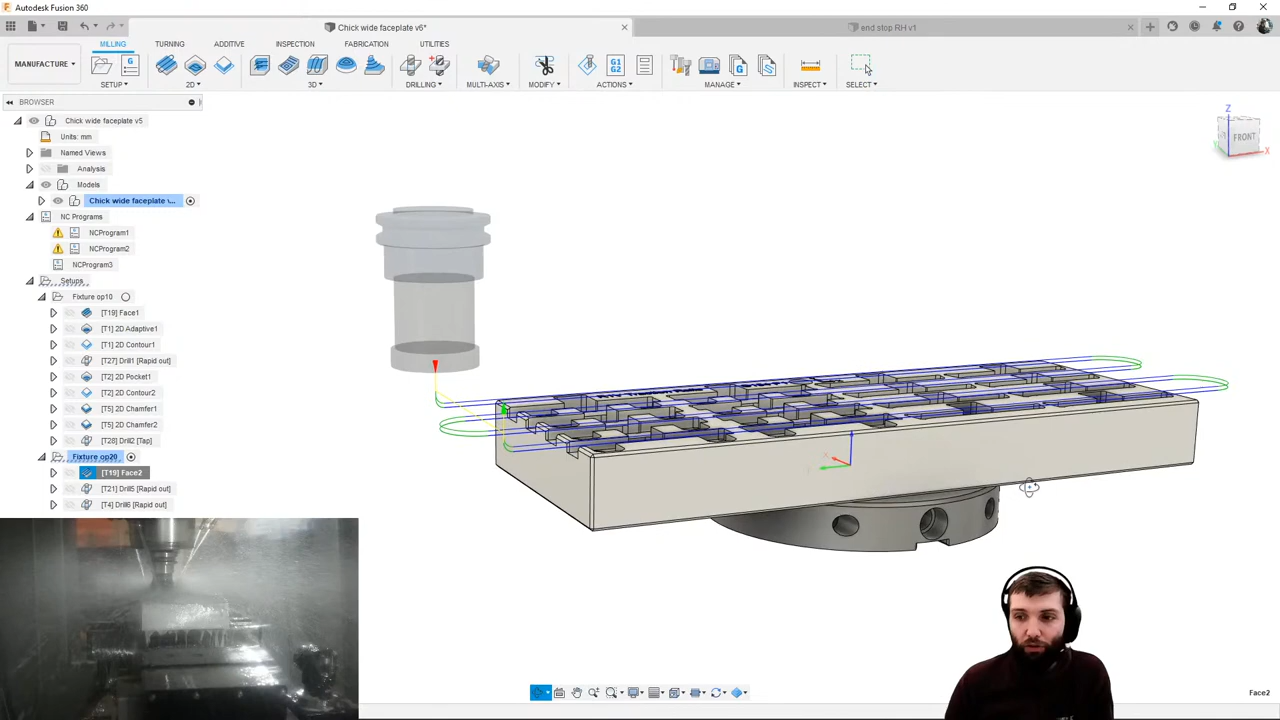 Autodesk Fusion 360
Chick wide faceplate v6*
end stop RH v1
MILLING TURNING ADDITIVE INSPECTION FABRICATION UTILITIES
MANUFACTURE
SETUP 2D 3D DRILLING MULTI-AXIS MODIFY ACTIONS MANAGE INSPECT SELECT
G
G1
G2
G
BROWSER
Chick wide faceplate v5
Units: mm
Named Views
Analysis
Models
Chick wide faceplate v...
NC Programs
NCProgram1
NCProgram2
NCProgram3
Setups
Fixture op10
[T19] Face1
[T1] 2D Adaptive1
[T1] 2D Contour1
[T27] Drill1 [Rapid out]
[T2] 2D Pocket1
[T2] 2D Contour2
[T5] 2D Chamfer1
[T5] 2D Chamfer2
[T28] Drill2 [Tap]
Fixture op20
[T19] Face2
[T21] Drill5 [Rapid out]
[T4] Drill6 [Rapid out]
Z
FRONT
X
Face2